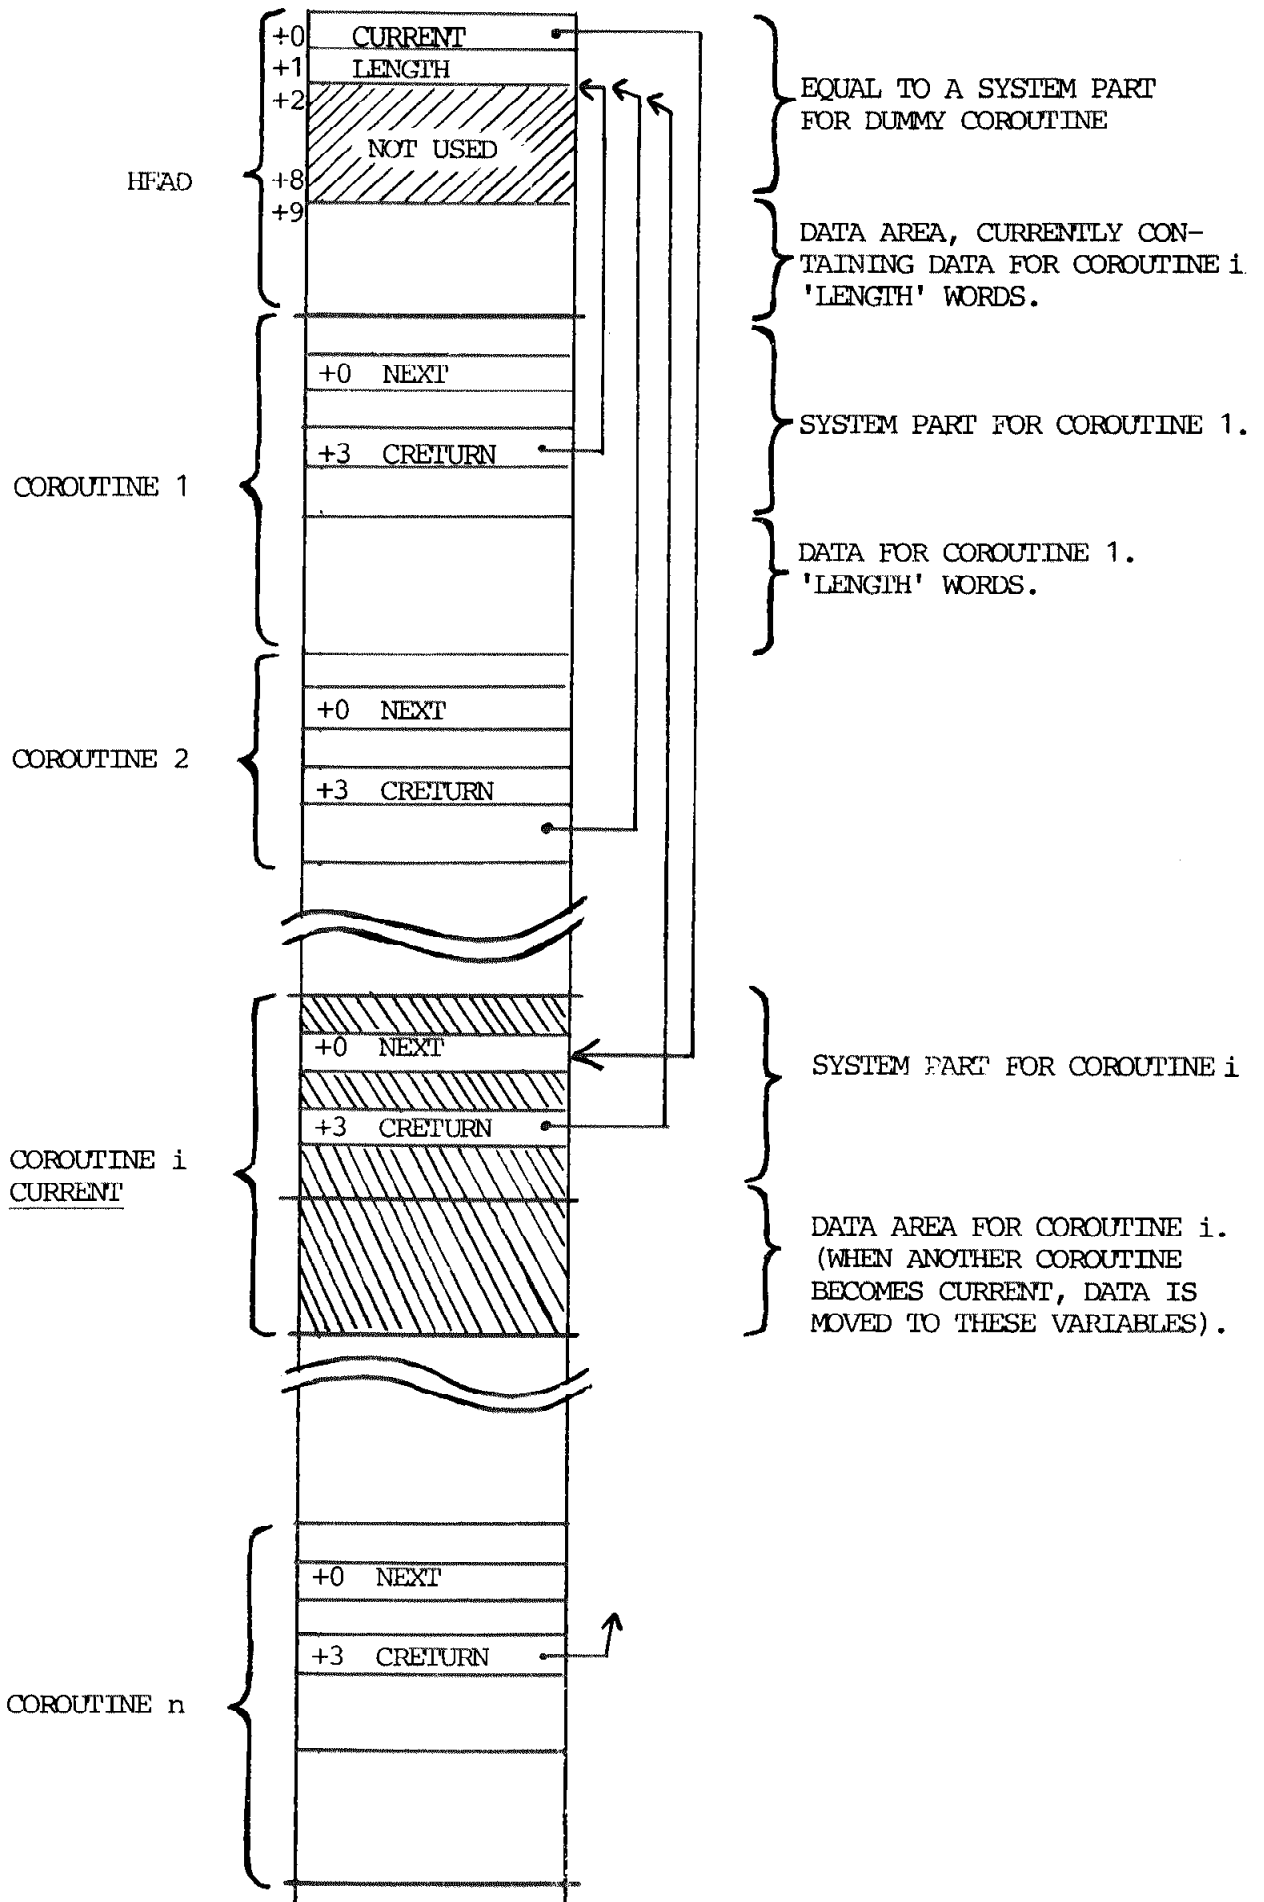 +0 CURRENT
+1 LENGTH
+2
NOT USED
+8
+9
HEAD
EQUAL TO A SYSTEM PART
FOR DUMMY COROUTINE
DATA AREA, CURRENTLY CON-
TAINING DATA FOR COROUTINE i
'LENGTH' WORDS.
+0 NEXT
+3 CRETURN
COROUTINE 1
SYSTEM PART FOR COROUTINE 1.
DATA FOR COROUTINE 1.
'LENGTH' WORDS.
+0 NEXT
+3 CRETURN
COROUTINE 2
+0 NEXT
+3 CRETURN
COROUTINE i
CURRENT
SYSTEM PART FOR COROUTINE i
DATA AREA FOR COROUTINE i.
(WHEN ANOTHER COROUTINE
BECOMES CURRENT, DATA IS
MOVED TO THESE VARIABLES).
+0 NEXT
+3 CRETURN
COROUTINE n